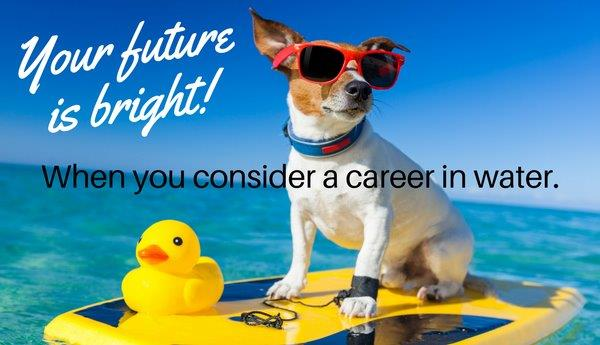 Your future
is bright!
When you consider a career in water.